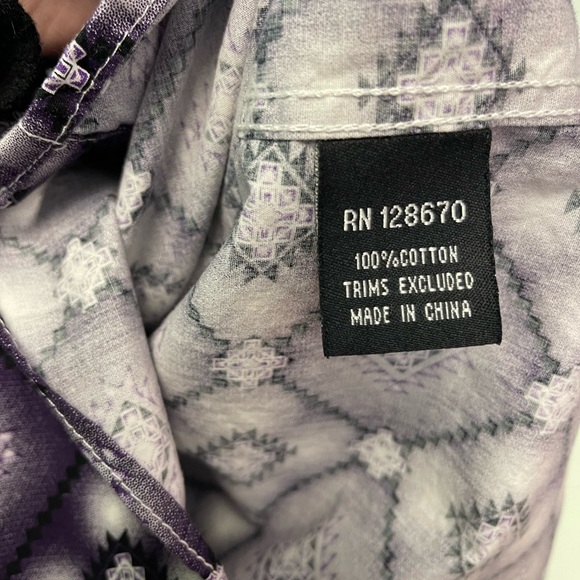 RN 128670
100%COTTON
TRIMS EXCLUDED
MADE IN CHINA